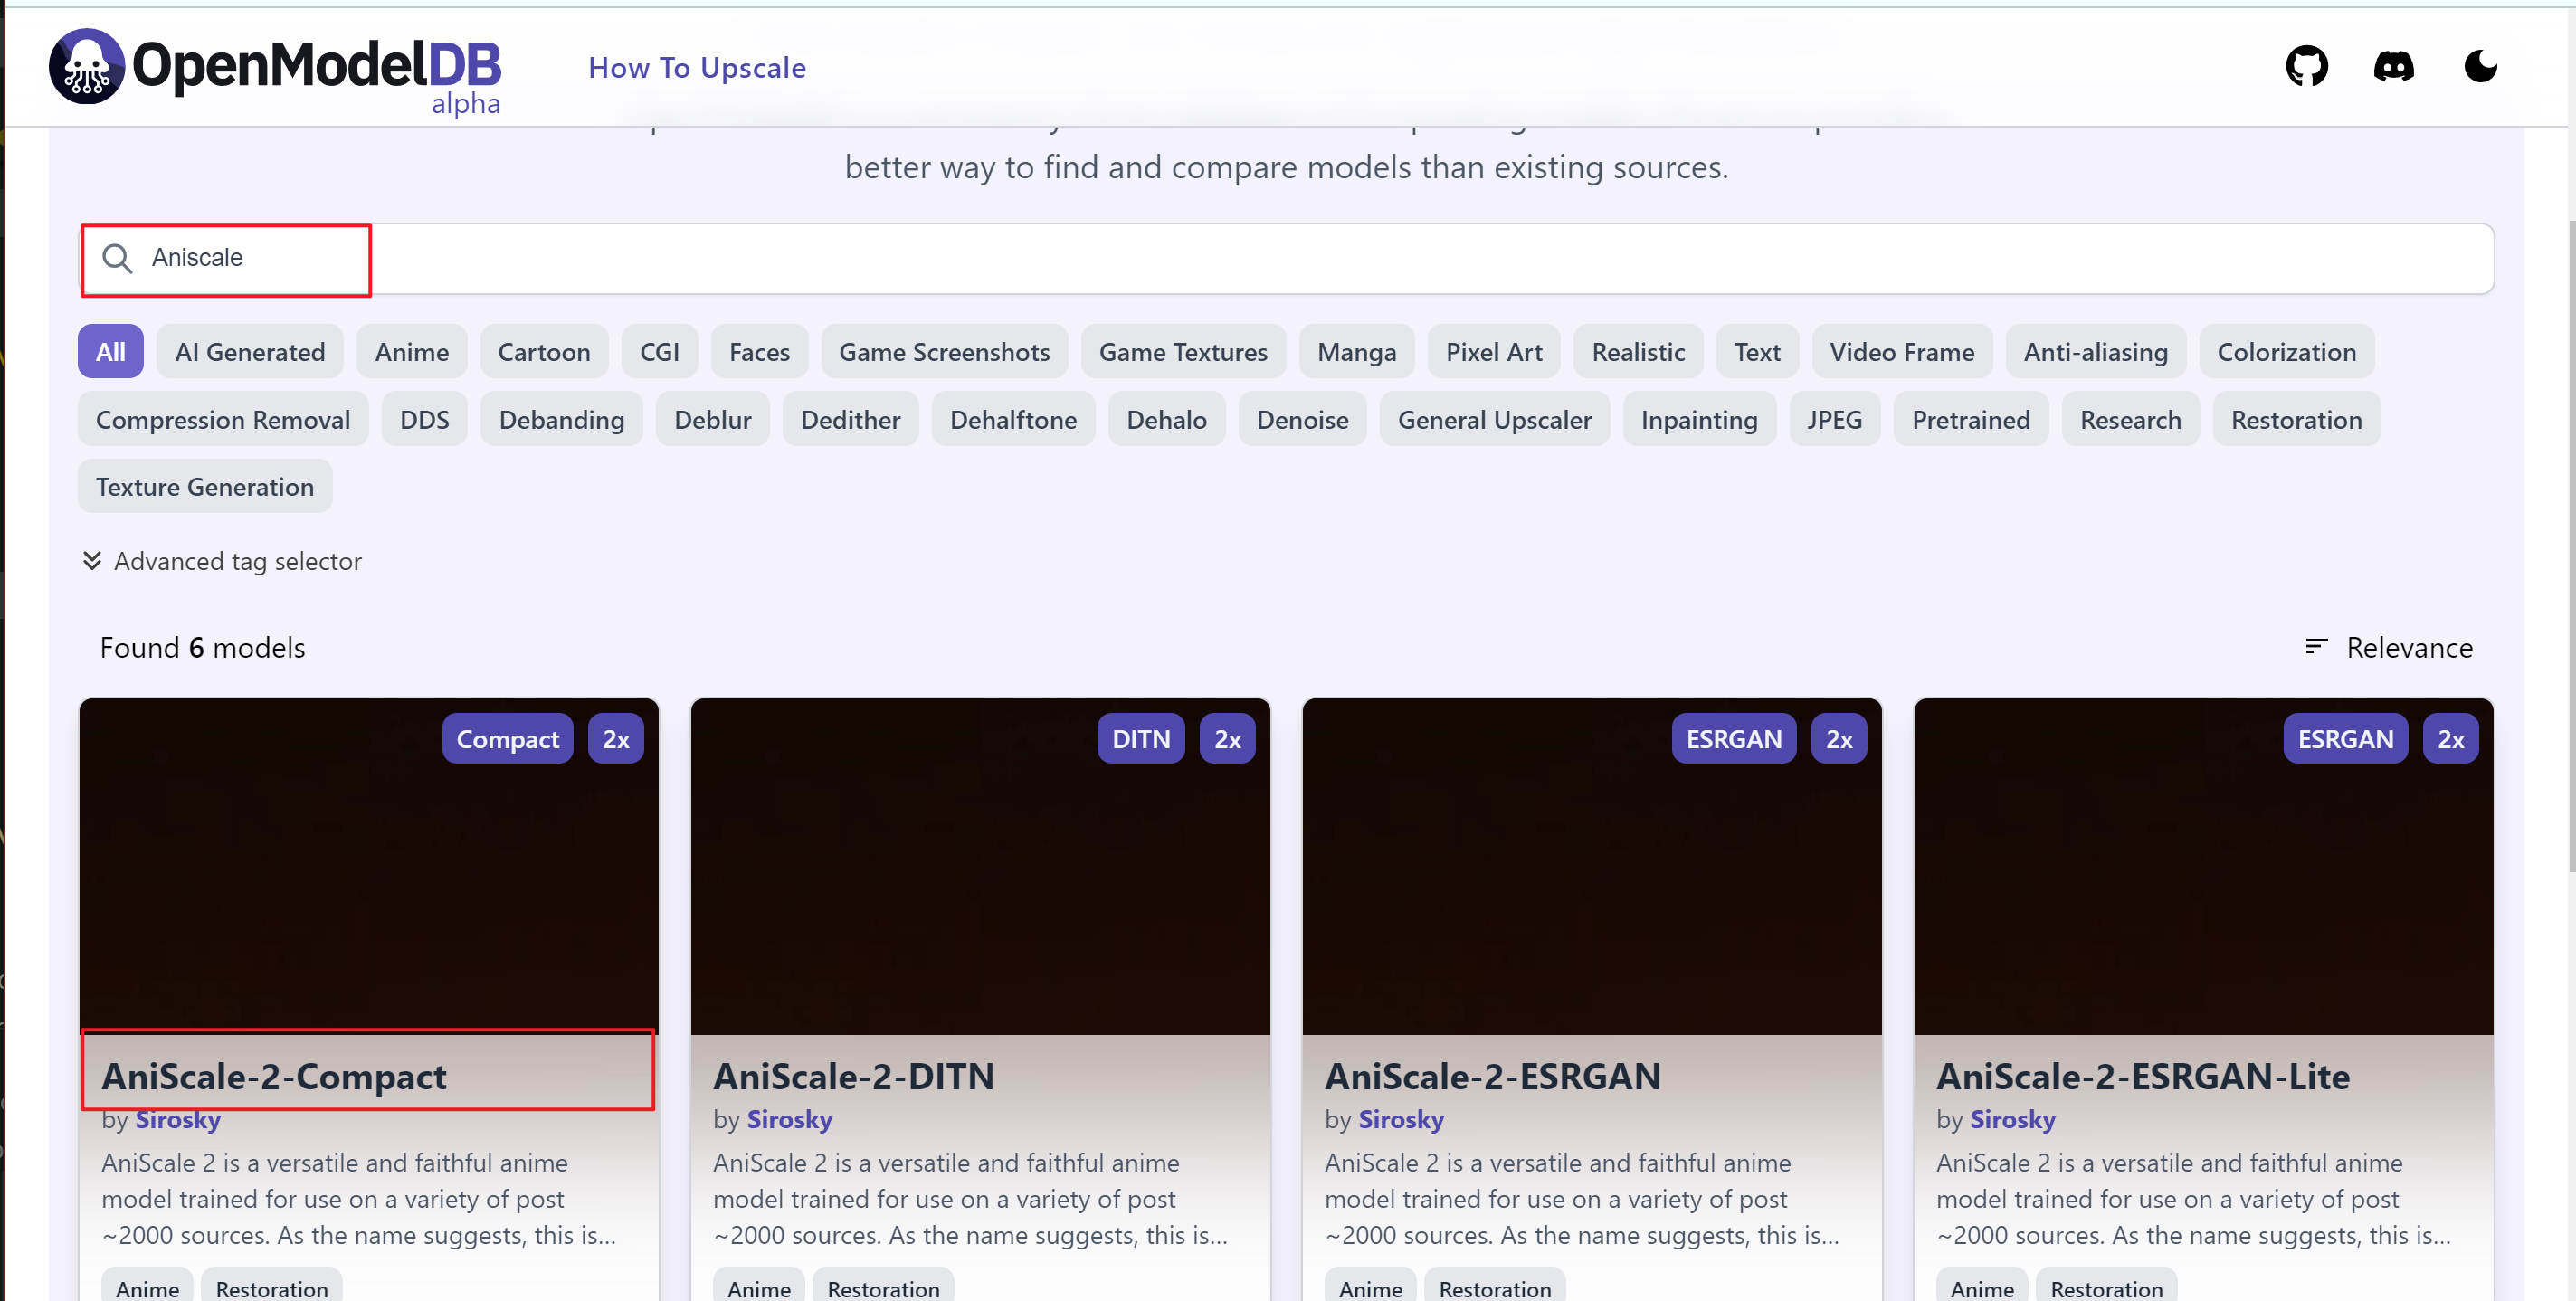 OpenModelDB
alpha
How To Upscale
better way to find and compare models than existing sources.
Aniscale
All AI Generated Anime Cartoon CGI Faces Game Screenshots Game Textures Manga Pixel Art Realistic Text Video Frame Anti-aliasing Colorization
Compression Removal DDS Debanding Deblur Dedither Dehalftone Dehalo Denoise General Upscaler Inpainting JPEG Pretrained Research Restoration
Texture Generation
Advanced tag selector
Found 6 models
Relevance
Compact 2x
AniScale-2-Compact
by Sirosky
AniScale 2 is a versatile and faithful anime
model trained for use on a variety of post
~2000 sources. As the name suggests, this is...
Anime Restoration
DITN 2x
AniScale-2-DITN
by Sirosky
AniScale 2 is a versatile and faithful anime
model trained for use on a variety of post
~2000 sources. As the name suggests, this is...
Anime Restoration
ESRGAN 2x
AniScale-2-ESRGAN
by Sirosky
AniScale 2 is a versatile and faithful anime
model trained for use on a variety of post
~2000 sources. As the name suggests, this is...
Anime Restoration
ESRGAN 2x
AniScale-2-ESRGAN-Lite
by Sirosky
AniScale 2 is a versatile and faithful anime
model trained for use on a variety of post
~2000 sources. As the name suggests, this is...
Anime Restoration